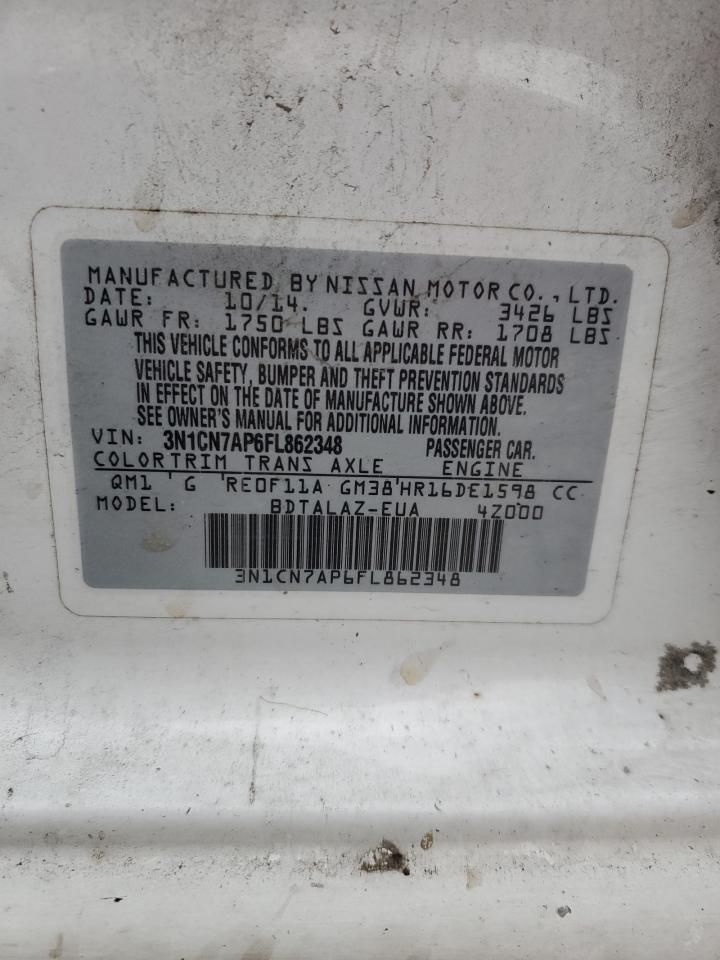 MANUFACTURED BY NISSAN MOTOR CO., LTD.
DATE: 10/14. GVWR: 3426 LBS
GAWR FR: 1750 LBS GAWR RR: 1708 LBS
THIS VEHICLE CONFORMS TO ALL APPLICABLE FEDERAL MOTOR
VEHICLE SAFETY, BUMPER AND THEFT PREVENTION STANDARDS
IN EFFECT ON THE DATE OF MANUFACTURE SHOWN ABOVE.
SEE OWNER'S MANUAL FOR ADDITIONAL INFORMATION.
VIN: 3N1CN7AP6FL862348 PASSENGER CAR.
COLOR TRIM TRANS AXLE ENGINE
QM1 G RE0F11A GM38 HR16DE1598 CC
MODEL: BDTALAZ-EUA 42000
3N1CN7AP6FL862348